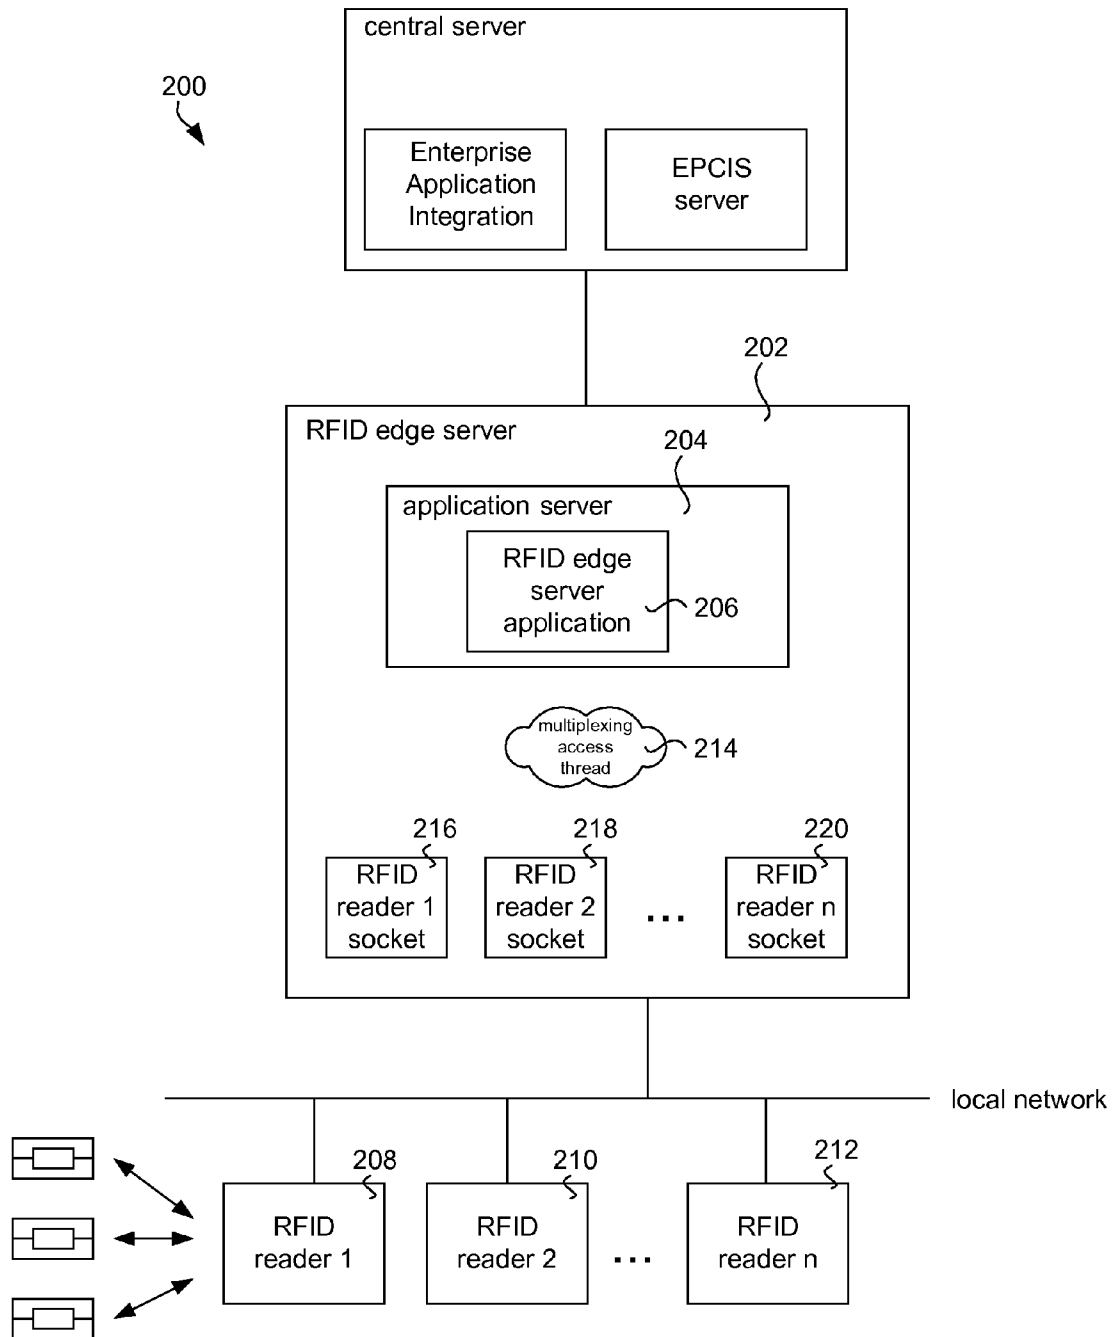 central server
200
Enterprise
Application
Integration
EPCIS
server
202
RFID edge server
204
application server
RFID edge
server
application
206
multiplexing
access
thread
214
216
218
220
RFID
reader 1
socket
RFID
reader 2
socket
...
RFID
reader n
socket
local network
208
210
212
RFID
reader 1
RFID
reader 2
...
RFID
reader n